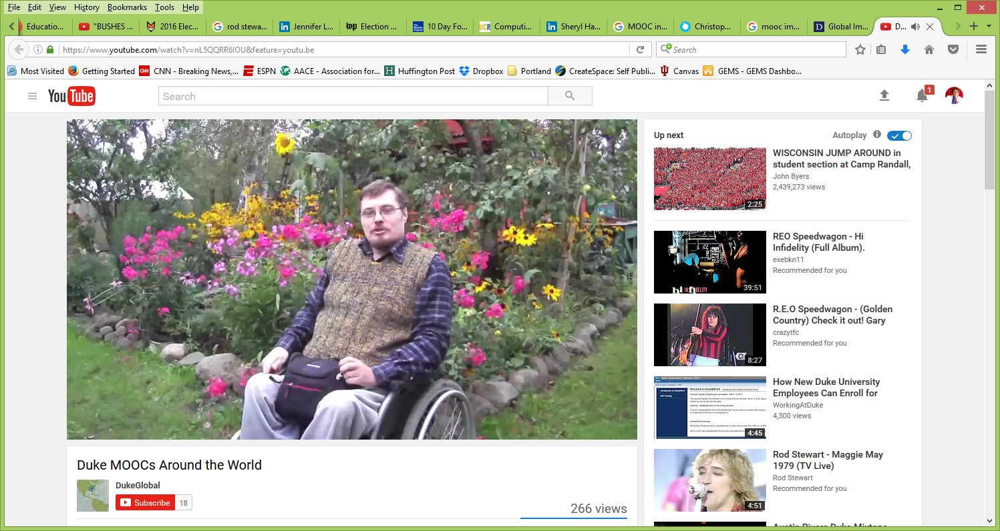 File Edit View History Bookmarks Tools Help
Educatio... "BUSHES ... 2016 Elec... rod stewa... Jennifer L... Election ... 10 Day Fo... Computi... Sheryl Ha... MOOC in... Christop... mooc im... Global Im... D...
https://www.youtube.com/watch?v=nL5QQRR6IOU&feature=youtu.be
Search
Most Visited Getting Started CNN - Breaking News,... ESPN AACE - Association for... Huffington Post Dropbox Portland CreateSpace: Self Publi... Canvas GEMS - GEMS Dashbo...
YouTube
Search
1
Up next
Autoplay
WISCONSIN JUMP AROUND in
student section at Camp Randall,
John Byers
2,439,273 views
2:25
REO Speedwagon - Hi
Infidelity (Full Album).
exebkn11
Recommended for you
hi INFIDELITY
39:51
R.E.O Speedwagon - (Golden
Country) Check it out! Gary
crazytfc
Recommended for you
8:27
How New Duke University
Employees Can Enroll for
WorkingAtDuke
4,300 views
4:45
Rod Stewart - Maggie May
1979 (TV Live)
Rod Stewart
Recommended for you
4:51
Duke MOOCs Around the World
DukeGlobal
Subscribe 18
266 views